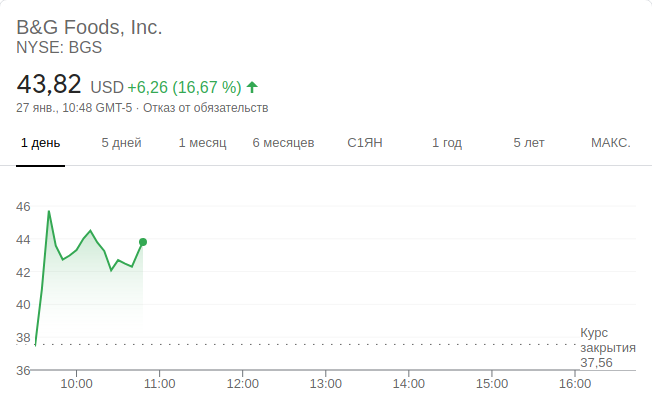 B&G Foods, Inc.
NYSE: BGS
43,82 USD +6,26 (16,67 %)
27 янв., 10:48 GMT-5 · Отказ от обязательств
1 день 5 дней 1 месяц 6 месяцев С1ЯН 1 год 5 лет МАКС.
46
44
42
40
38
Курс
закрытия
37,56
36
10:00 11:00 12:00 13:00 14:00 15:00 16:00